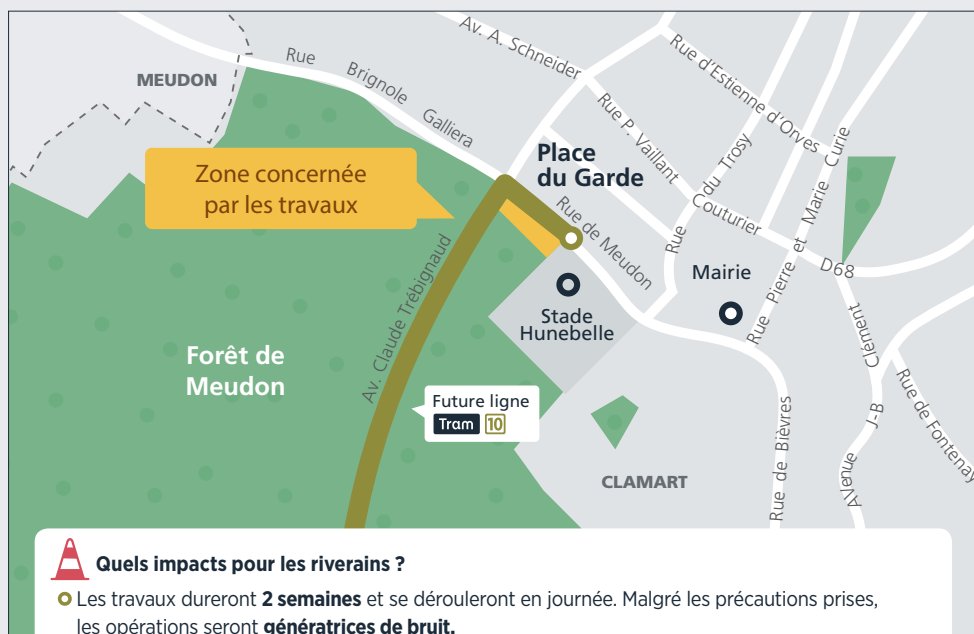 MEUDON
Rue Brignole Galliera
Av. A. Schneider
Rue d'Estienne d'Orves
Rue P. Vaillant Couturier
Rue du Trosy
Rue Pierre et Marie Curie
Zone concernée
par les travaux
Place
du Garde
Rue de Meudon
D68
Mairie
Av. Claude Trébignaud
Stade
Hunebelle
Forêt de
Meudon
Future ligne
Tram 10
CLAMART
Rue de Bièvres
Avenue J-B Clément
Rue de Fontenay
Quels impacts pour les riverains ?
Les travaux dureront 2 semaines et se dérouleront en journée. Malgré les précautions prises,
les opérations seront génératrices de bruit.